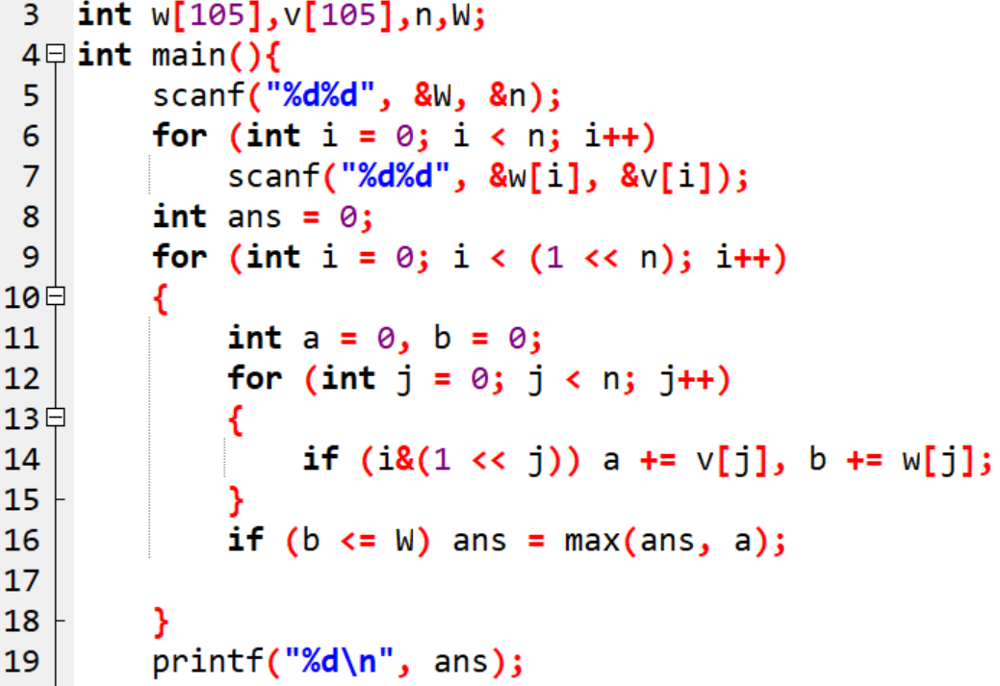 3 int w[105],v[105],n,W;
4 int main(){
5 scanf("%d%d", &W, &n);
6 for (int i = 0; i < n; i++)
7 scanf("%d%d", &w[i], &v[i]);
8 int ans = 0;
9 for (int i = 0; i < (1 << n); i++)
10 {
11 int a = 0, b = 0;
12 for (int j = 0; j < n; j++)
13 {
14 if (i&(1 << j)) a += v[j], b += w[j];
15 }
16 if (b <= W) ans = max(ans, a);
17
18 }
19 printf("%d\n", ans);